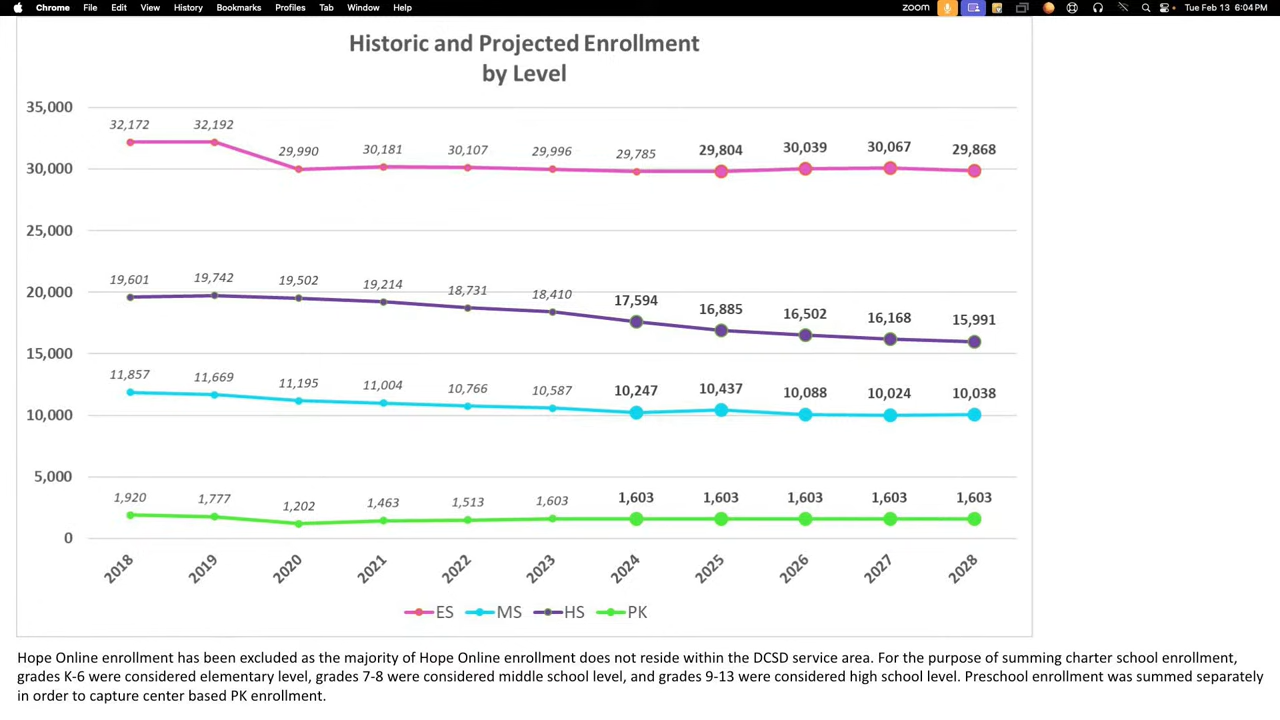 Chrome File Edit View History Bookmarks Profiles Tab Window Help zoom Tue Feb 13 6:04 PM
Historic and Projected Enrollment
by Level
35,000
32,172 32,192 29,990 30,181 30,107 29,996 29,785 29,804 30,039 30,067 29,868
30,000
25,000
19,601 19,742 19,502 19,214 18,731 18,410 17,594 16,885 16,502 16,168 15,991
20,000
15,000
11,857 11,669 11,195 11,004 10,766 10,587 10,247 10,437 10,088 10,024 10,038
10,000
5,000
1,920 1,777 1,202 1,463 1,513 1,603 1,603 1,603 1,603 1,603 1,603
0
2018 2019 2020 2021 2022 2023 2024 2025 2026 2027 2028
ES MS HS PK
Hope Online enrollment has been excluded as the majority of Hope Online enrollment does not reside within the DCSD service area. For the purpose of summing charter school enrollment,
grades K-6 were considered elementary level, grades 7-8 were considered middle school level, and grades 9-13 were considered high school level. Preschool enrollment was summed separately
in order to capture center based PK enrollment.